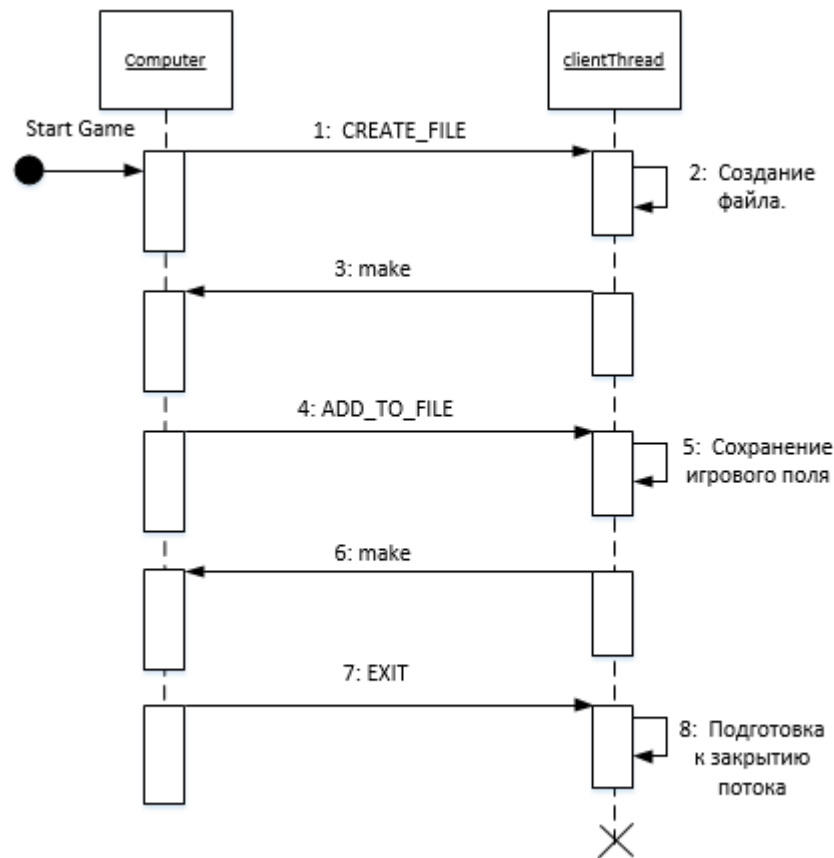 Computer
clientThread
Start Game
1: CREATE_FILE
2: Создание
файла.
3: make
4: ADD_TO_FILE
5: Сохранение
игрового поля
6: make
7: EXIT
8: Подготовка
к закрытию
потока